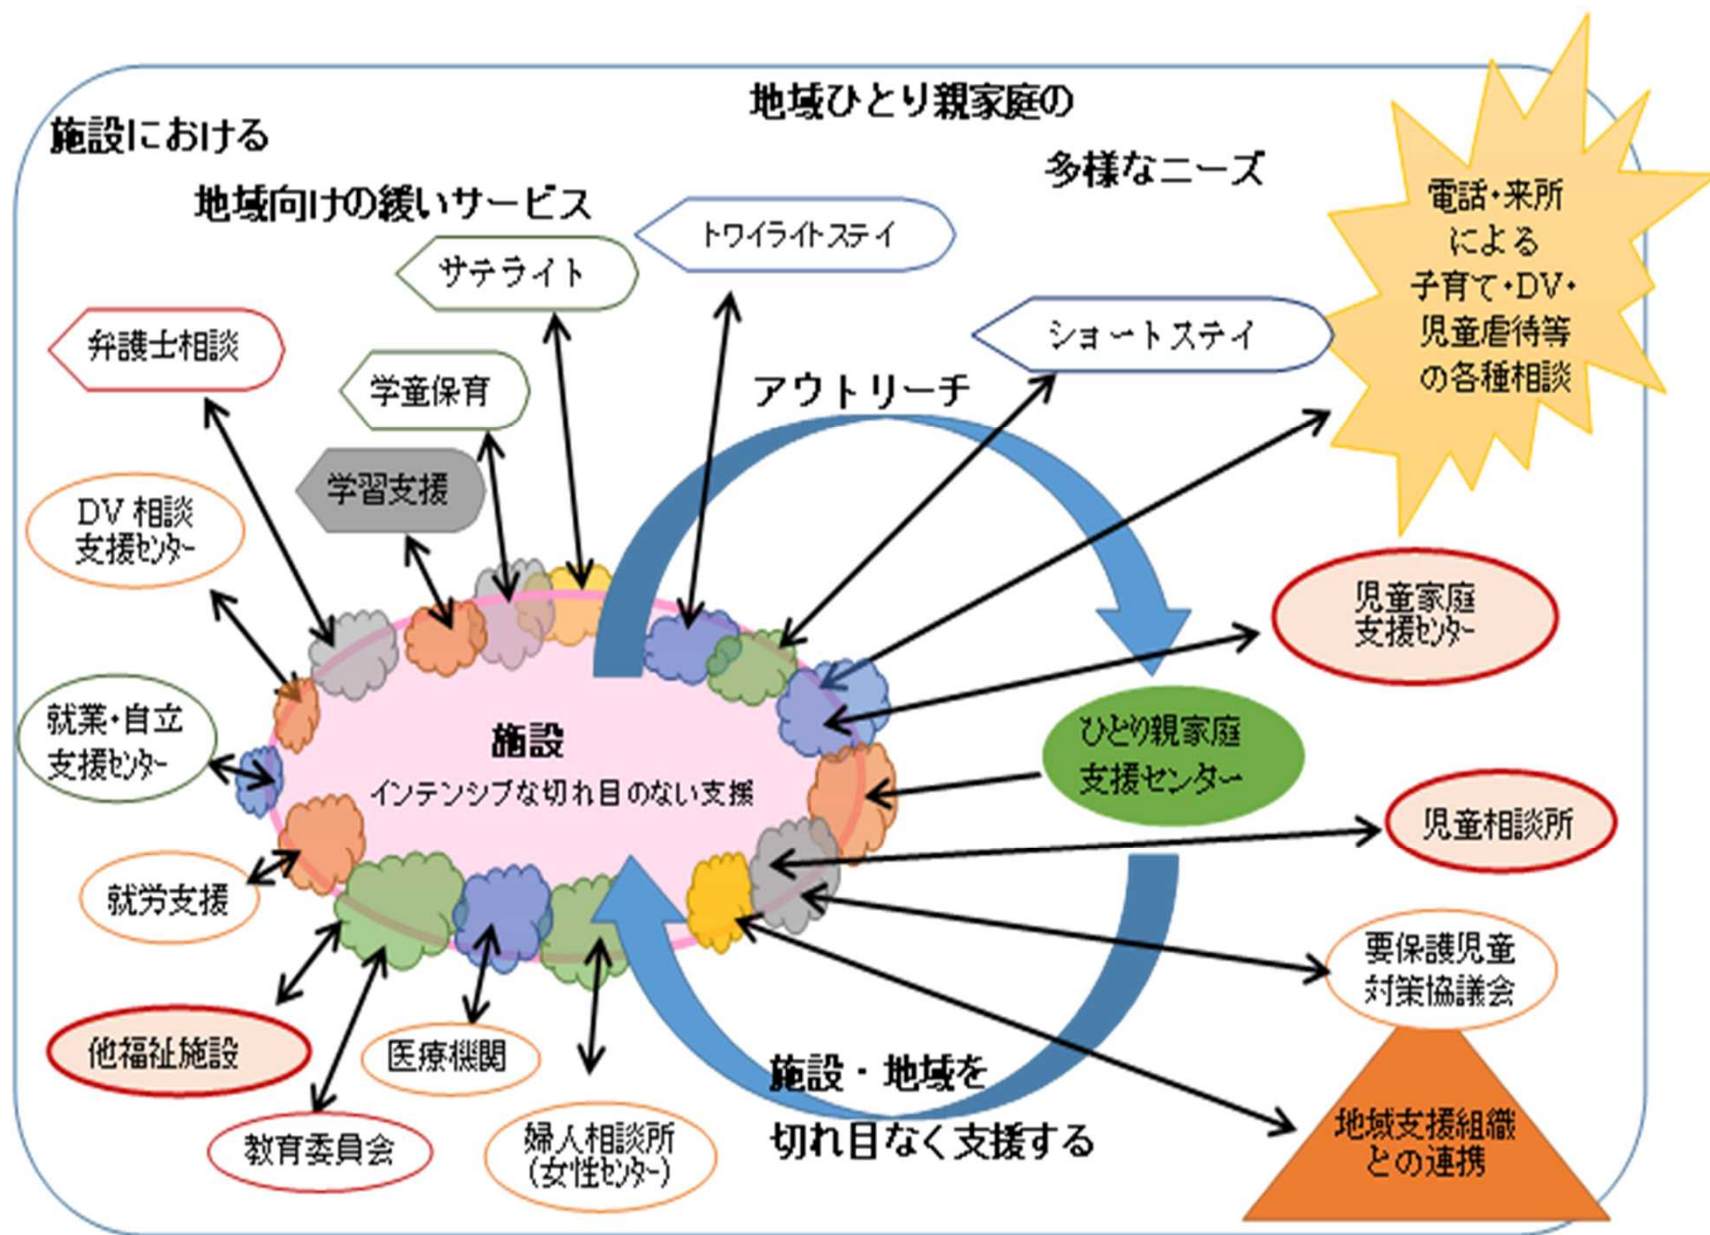 施設における
地域向けの緩いサービス
地域ひとり親家庭の
多様なニーズ
電話・来所
による
子育て・DV・
児童虐待等
の各種相談
トワイライトステイ
サテライト
ショートステイ
弁護士相談
学童保育
アウトリーチ
学習支援
DV 相談
支援センター
児童家庭
支援センター
就業・自立
支援センター
施設
インテンシブな切れ目のない支援
ひとり親家庭
支援センター
児童相談所
就労支援
要保護児童
対策協議会
他福祉施設
医療機関
教育委員会
婦人相談所
(女性センター)
施設・地域を
切れ目なく支援する
地域支援組織
との連携